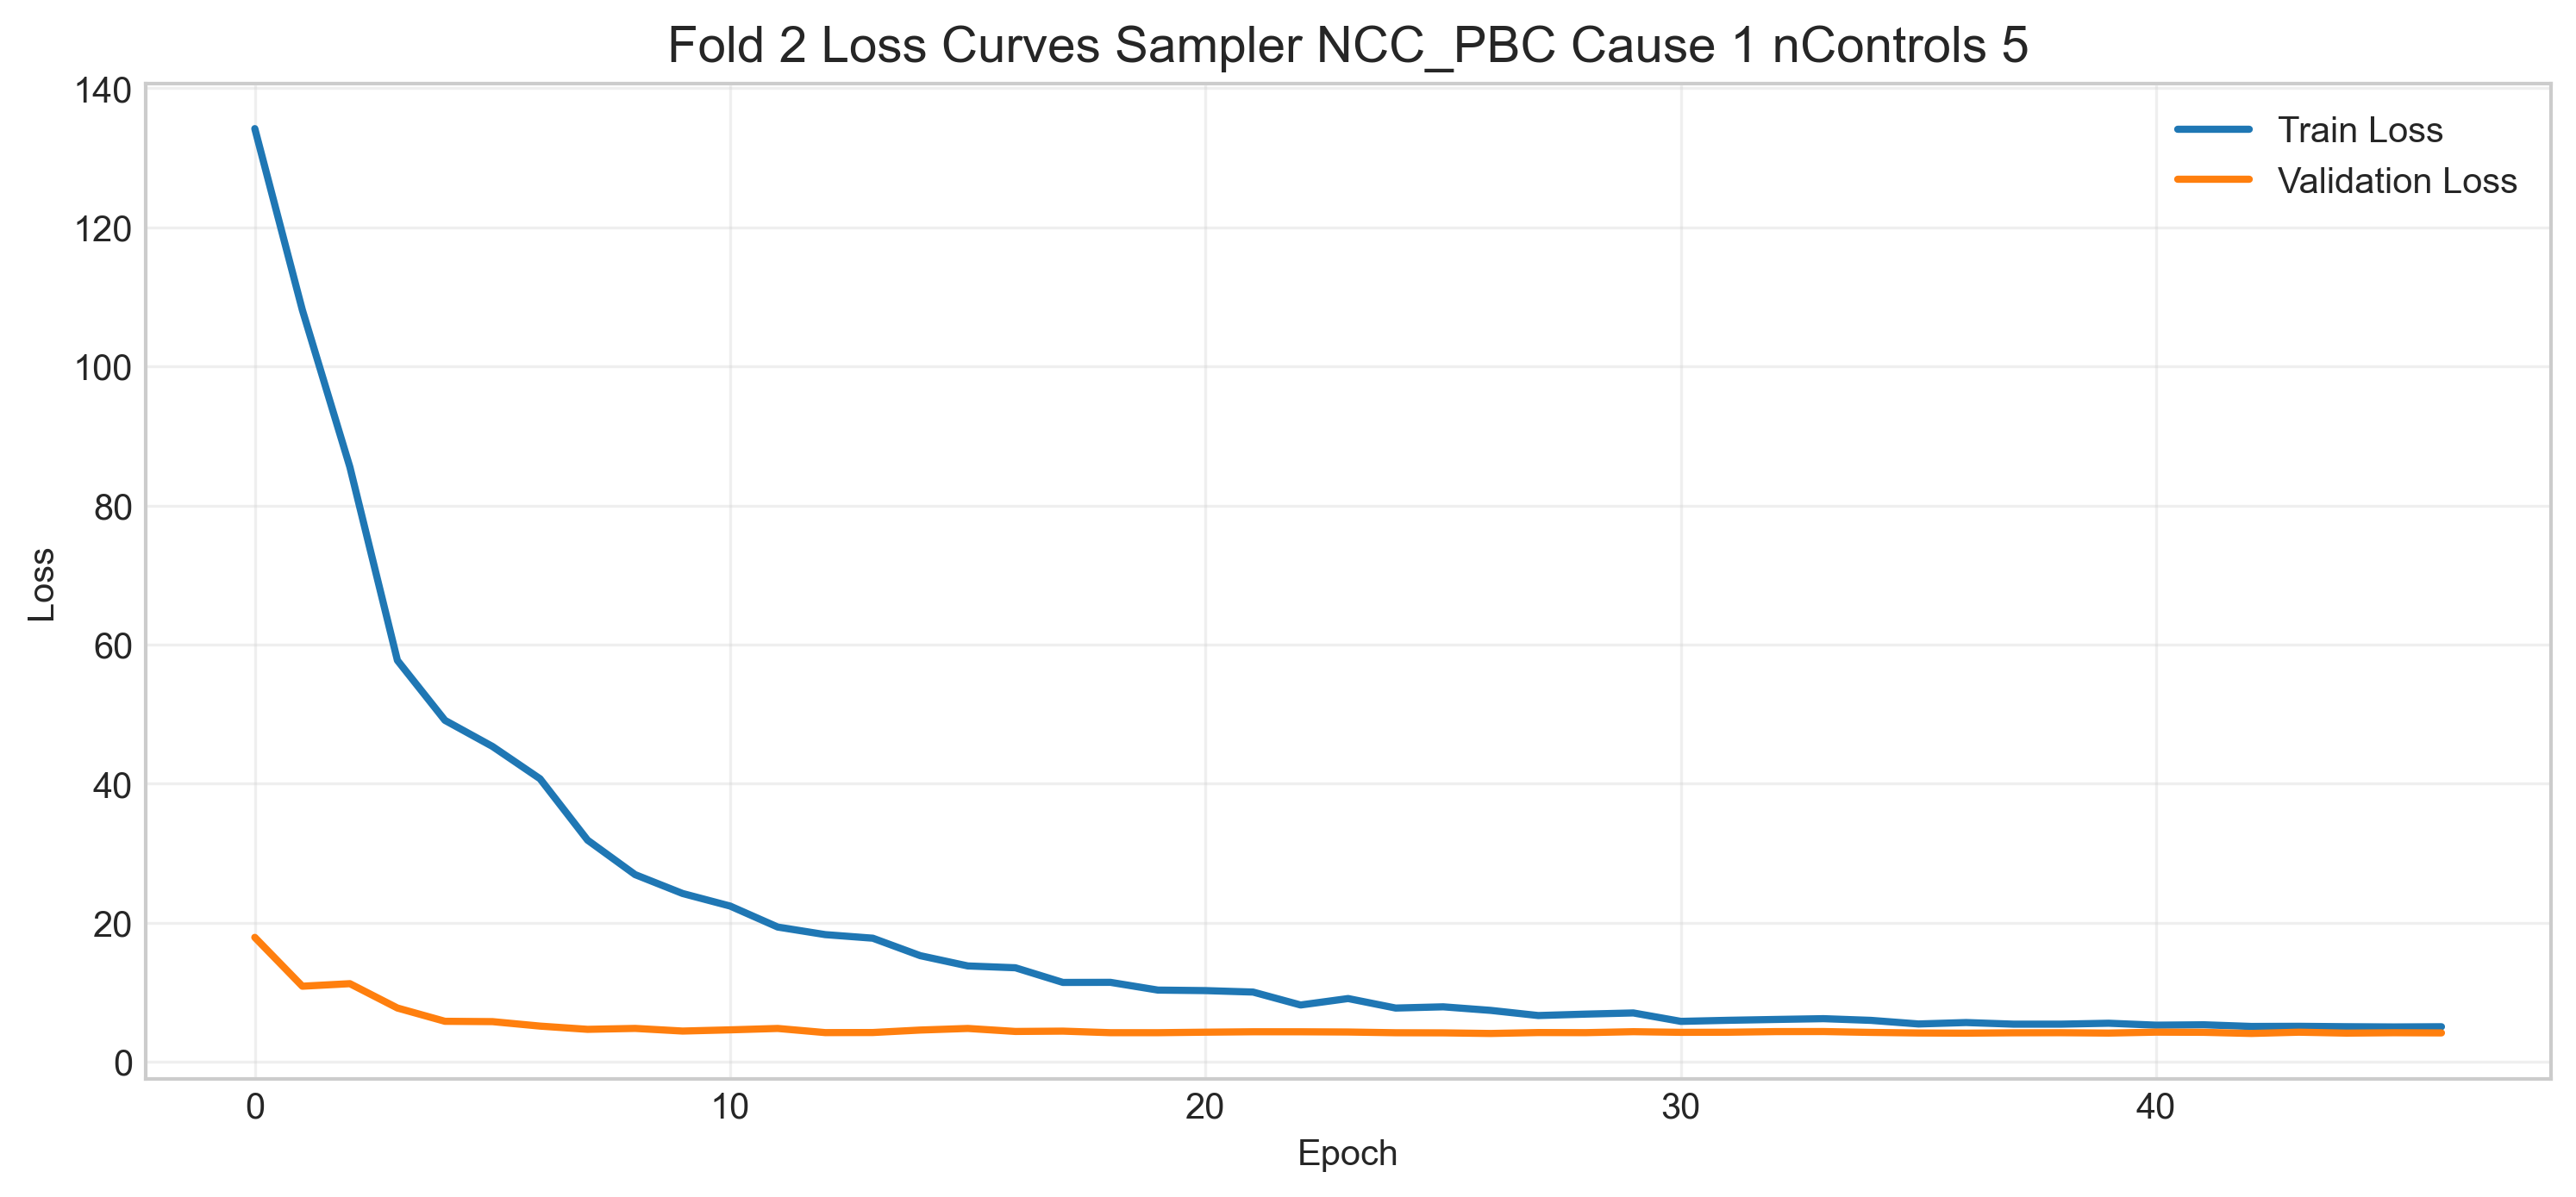 Fold 2 Loss Curves Sampler NCC_PBC Cause 1 nControls 5
Train Loss
Validation Loss
140
120
100
80
60
40
20
0
Loss
0 10 20 30 40
Epoch